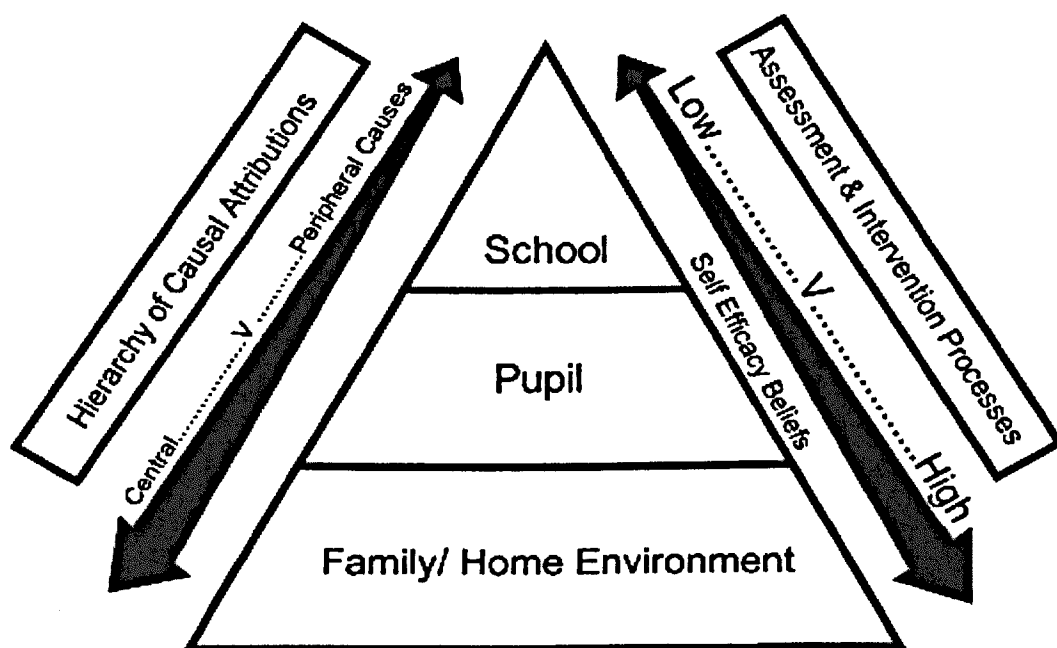 Hierarchy of Causal Attributions
Central.............V...........Peripheral Causes
School
Pupil
Family/ Home Environment
Self Efficacy Beliefs
Low..............V..............High
Assessment & Intervention Processes